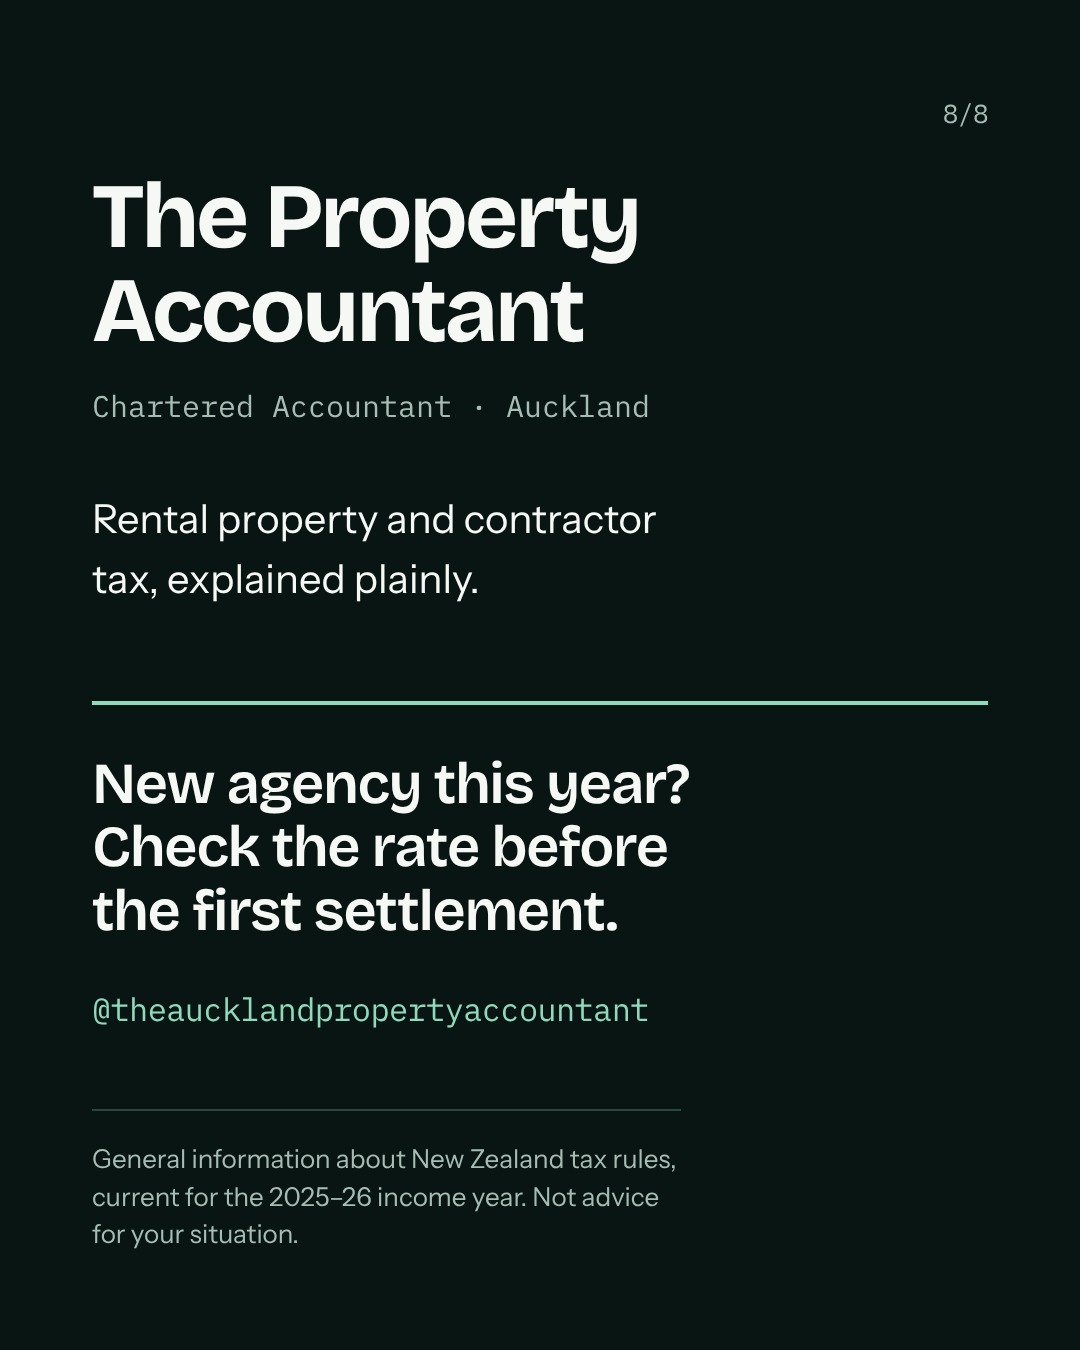 8/8
The Property
Accountant
Chartered Accountant · Auckland
Rental property and contractor
tax, explained plainly.
New agency this year?
Check the rate before
the first settlement.
@theaucklandpropertyaccountant
General information about New Zealand tax rules,
current for the 2025–26 income year. Not advice
for your situation.